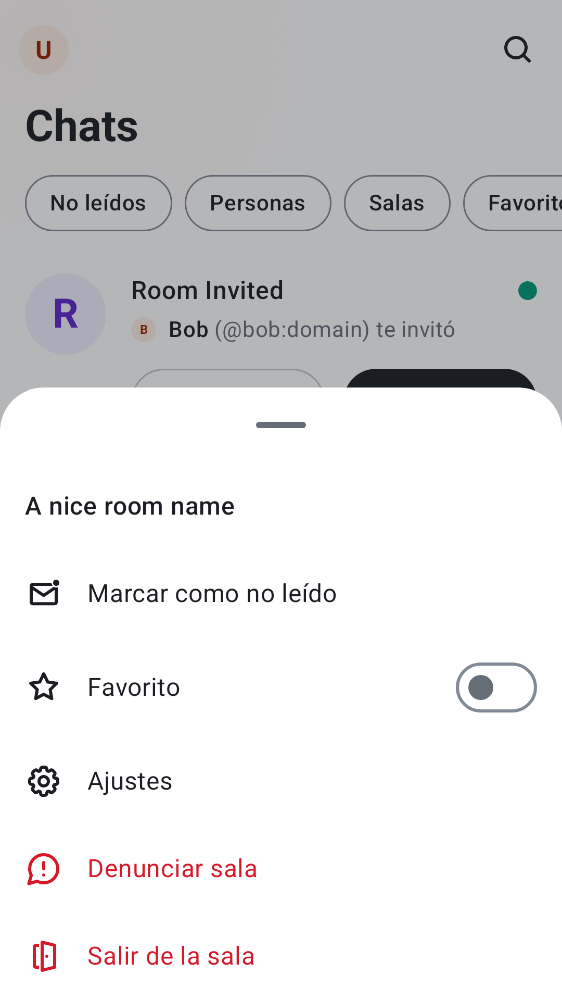 U
Chats
No leídos
Personas
Salas
R
Room Invited
B Bob (@bob:domain) te invitó
A nice room name
Marcar como no leído
Favorito
Ajustes
Denunciar sala
Salir de la sala